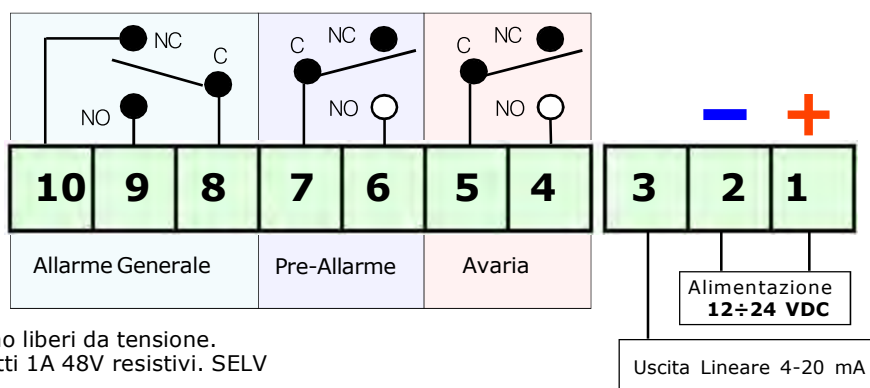 NC
C
NO
C
NC
NO
C
NC
NO
− +
10 9 8 7 6 5 4 3 2 1
Allarme Generale
Pre-Allarme
Avaria
Alimentazione
12÷24 VDC
liberi da tensione.
1A 48V resistivi. SELV
Uscita Lineare 4-20 mA